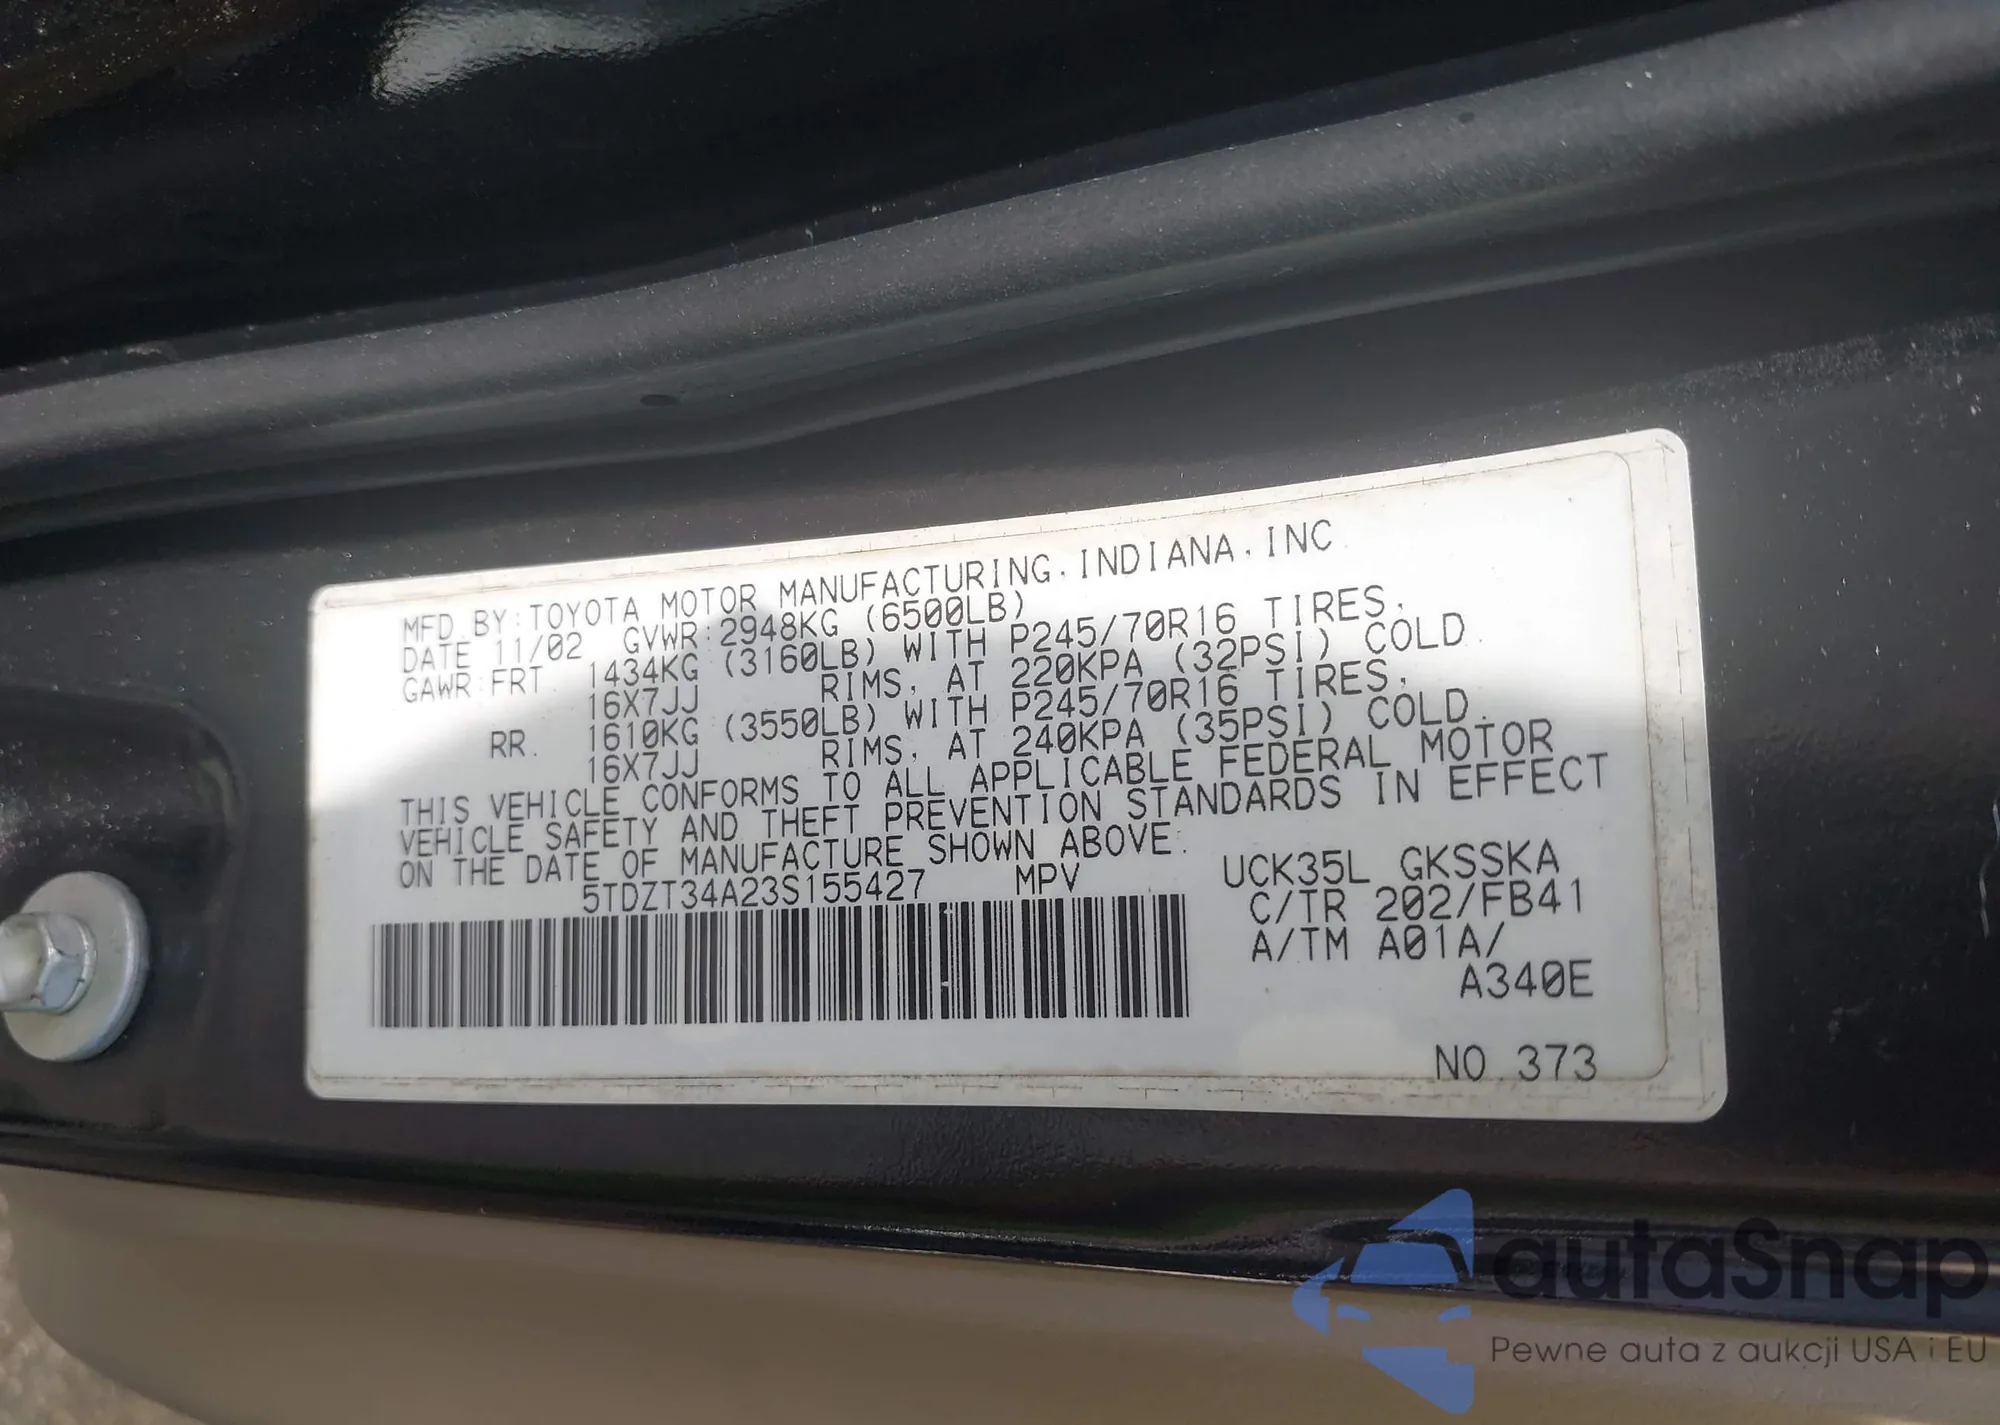 MFD. BY: TOYOTA MOTOR MANUFACTURING, INDIANA, INC.
DATE 11/02 GVWR: 2948KG (6500LB)
GAWR: FRT. 1434KG (3160LB) WITH P245/70R16 TIRES,
16X7JJ RIMS, AT 220KPA (32PSI) COLD.
RR. 1610KG (3550LB) WITH P245/70R16 TIRES,
16X7JJ RIMS, AT 240KPA (35PSI) COLD.
THIS VEHICLE CONFORMS TO ALL APPLICABLE FEDERAL MOTOR
VEHICLE SAFETY AND THEFT PREVENTION STANDARDS IN EFFECT
ON THE DATE OF MANUFACTURE SHOWN ABOVE.
5TDZT34A23S155427 MPV
UCK35L GKSSKA
C/TR 202/FB41
A/TM A01A/
A340E
NO. 373
autaSnap
Pewne auta z aukcji USA i EU